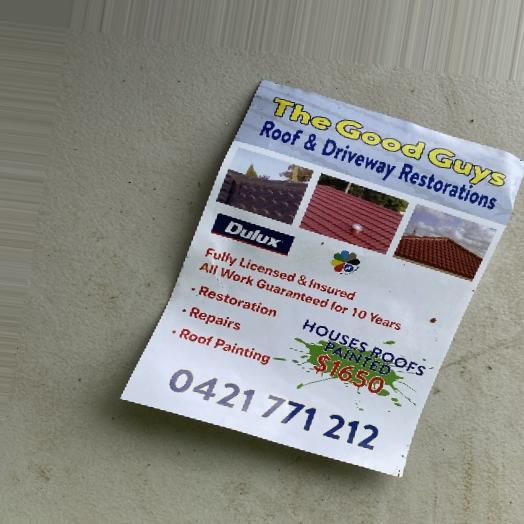 The Good Guys
Roof & Driveway Restorations
Dulux
Fully Licensed & Insured
All Work Guaranteed for 10 Years
· Restoration
· Repairs
· Roof Painting
HOUSES ROOFS
PAINTED
$1650
0421 771 212